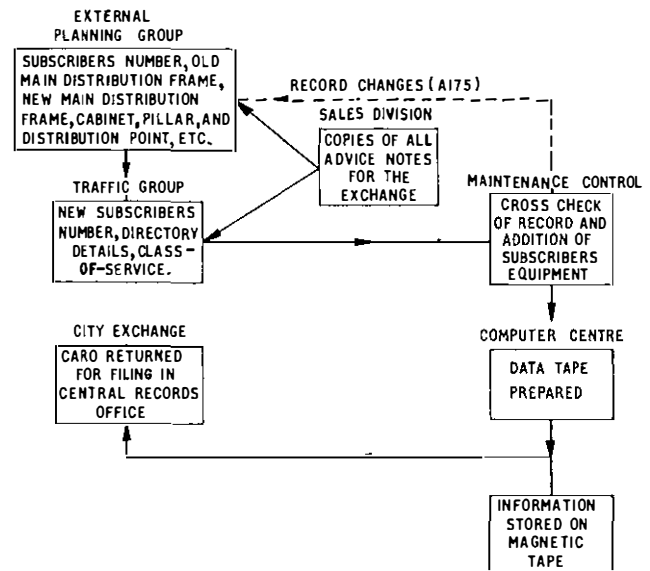 EXTERNAL
PLANNING GROUP
SUBSCRIBERS NUMBER, OLD
MAIN DISTRIBUTION FRAME,
NEW MAIN DISTRIBUTION
FRAME, CABINET, PILLAR, AND
DISTRIBUTION POINT, ETC.
RECORD CHANGES (A175)
SALES DIVISION
COPIES OF ALL
ADVICE NOTES
FOR THE
EXCHANGE
TRAFFIC GROUP
NEW SUBSCRIBERS
NUMBER, DIRECTORY
DETAILS, CLASS-
OF-SERVICE.
MAINTENANCE CONTROL
CROSS CHECK
OF RECORD AND
ADDITION OF
SUBSCRIBERS
EQUIPMENT
CITY EXCHANGE
CARD RETURNED
FOR FILING IN
CENTRAL RECORDS
OFFICE
COMPUTER CENTRE
DATA TAPE
PREPARED
INFORMATION
STORED ON
MAGNETIC
TAPE